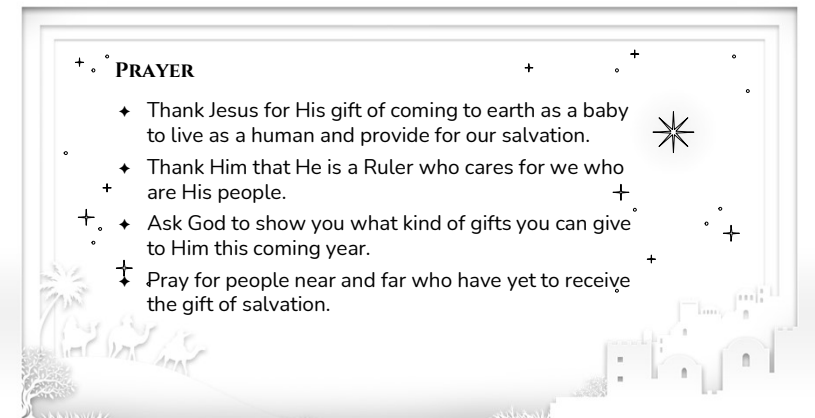 PRAYER
✦ Thank Jesus for His gift of coming to earth as a baby
to live as a human and provide for our salvation.
✦ Thank Him that He is a Ruler who cares for we who
are His people.
✦ Ask God to show you what kind of gifts you can give
to Him this coming year.
✦ Pray for people near and far who have yet to receive
the gift of salvation.